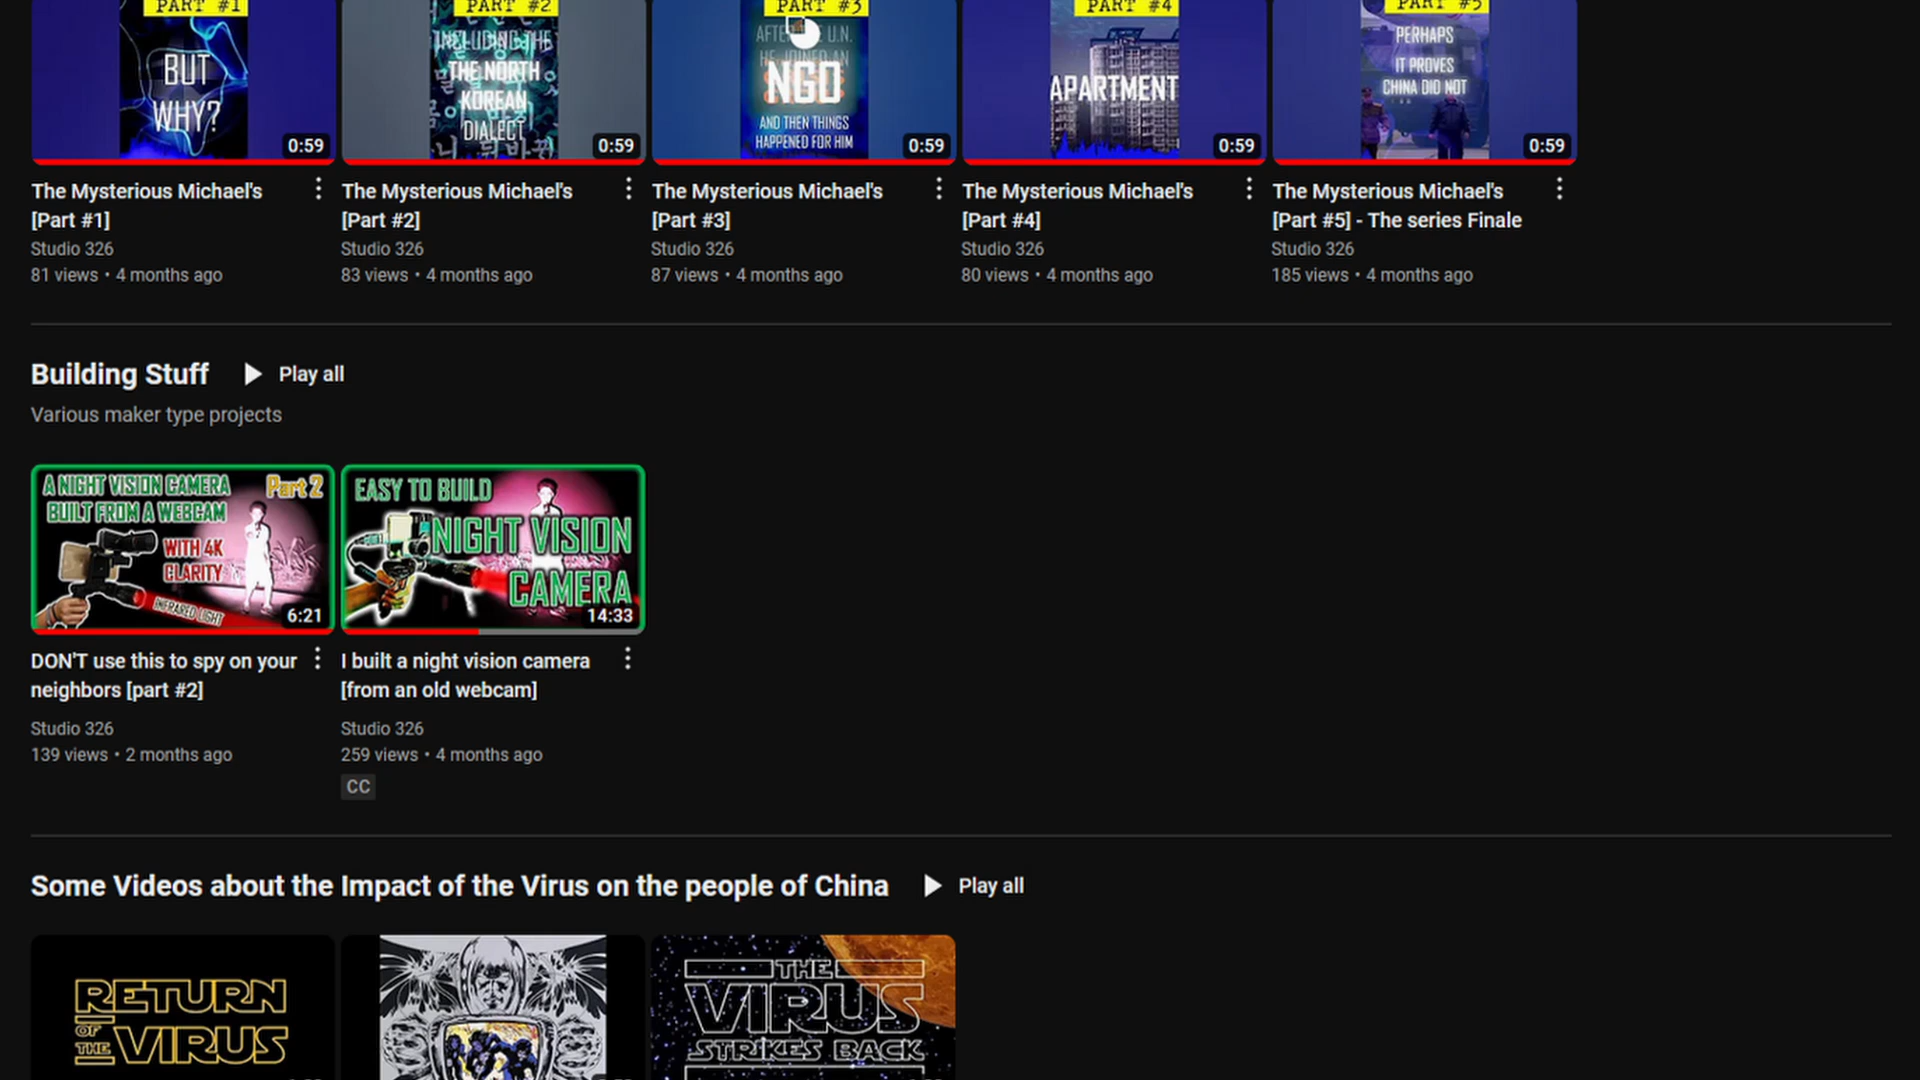 PART #1
PART #2
PART #3
PART #4
PART #5
BUT
WHY?
0:59
INCLUDING THE
THE NORTH
KOREAN
DIALECT
0:59
U.N.
HE JOINED AN
NGO
AND THEN THINGS
HAPPENED FOR HIM
0:59
APARTMENT
0:59
PERHAPS
IT PROVES
CHINA DID NOT
0:59
The Mysterious Michael's
[Part #1]
Studio 326
81 views • 4 months ago
The Mysterious Michael's
[Part #2]
Studio 326
83 views • 4 months ago
The Mysterious Michael's
[Part #3]
Studio 326
87 views • 4 months ago
The Mysterious Michael's
[Part #4]
Studio 326
80 views • 4 months ago
The Mysterious Michael's
[Part #5] - The series Finale
Studio 326
185 views • 4 months ago
Building Stuff
Play all
Various maker type projects
A NIGHT VISION CAMERA
BUILT FROM A WEBCAM
Part 2
WITH 4K
CLARITY
INFRARED LIGHT
6:21
EASY TO BUILD
NIGHT VISION
CAMERA
14:33
DON'T use this to spy on your
neighbors [part #2]
Studio 326
139 views • 2 months ago
I built a night vision camera
[from an old webcam]
Studio 326
259 views • 4 months ago
CC
Some Videos about the Impact of the Virus on the people of China
Play all
RETURN
OF
THE
VIRUS
THE
VIRUS
STRIKES BACK